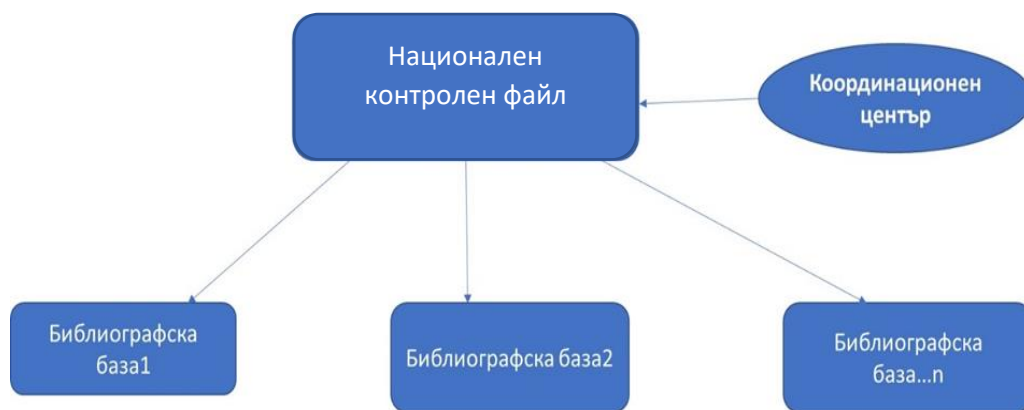 Национален
контролен файл
Координационен
център
Библиографска
база1
Библиографска база2
Библиографска
база...n